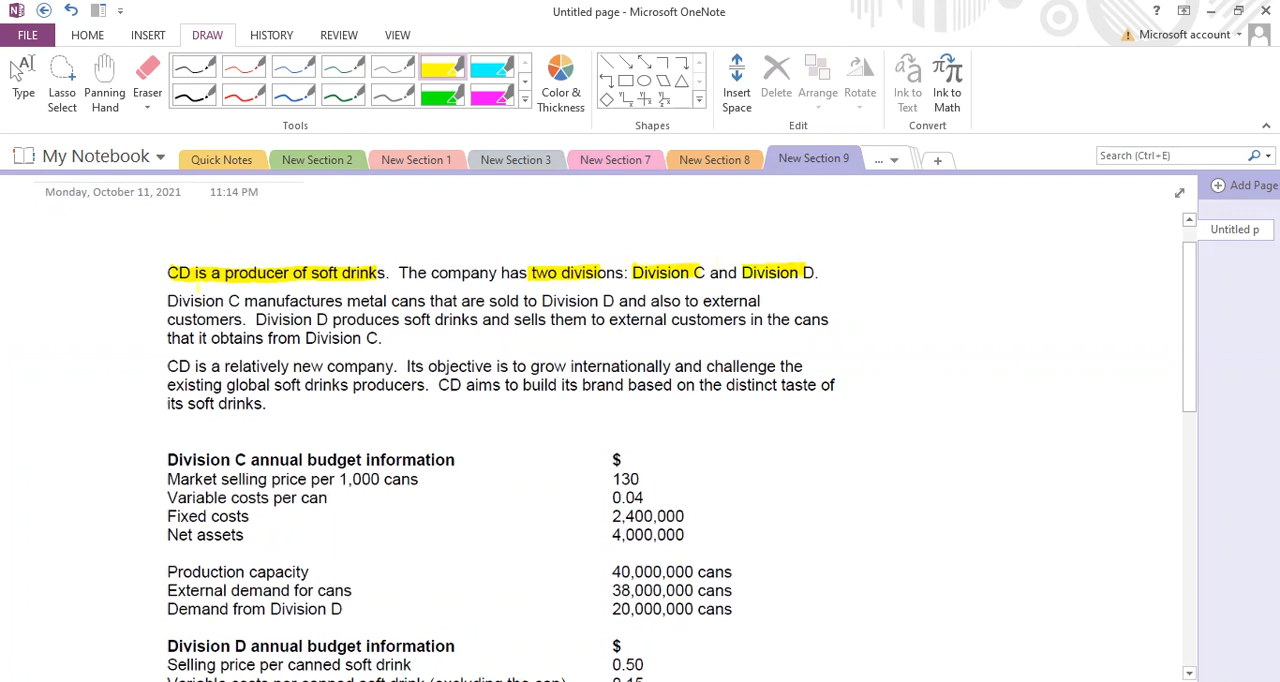 Untitled page - Microsoft OneNote
?
FILE HOME INSERT DRAW HISTORY REVIEW VIEW
Microsoft account
Type
Lasso Select
Panning Hand
Eraser
Color & Thickness
Insert Space
Delete
Arrange
Rotate
Ink to Text
Ink to Math
Tools
Shapes
Edit
Convert
My Notebook
Quick Notes
New Section 2
New Section 1
New Section 3
New Section 7
New Section 8
New Section 9
...
Search (Ctrl+E)
Add Page
Untitled p
Monday, October 11, 2021 11:14 PM
CD is a producer of soft drinks. The company has two divisions: Division C and Division D.
Division C manufactures metal cans that are sold to Division D and also to external
customers. Division D produces soft drinks and sells them to external customers in the cans
that it obtains from Division C.
CD is a relatively new company. Its objective is to grow internationally and challenge the
existing global soft drinks producers. CD aims to build its brand based on the distinct taste of
its soft drinks.
Division C annual budget information $
Market selling price per 1,000 cans 130
Variable costs per can 0.04
Fixed costs 2,400,000
Net assets 4,000,000
Production capacity 40,000,000 cans
External demand for cans 38,000,000 cans
Demand from Division D 20,000,000 cans
Division D annual budget information $
Selling price per canned soft drink 0.50
Variable costs per canned soft drink (excluding the can) 0.15